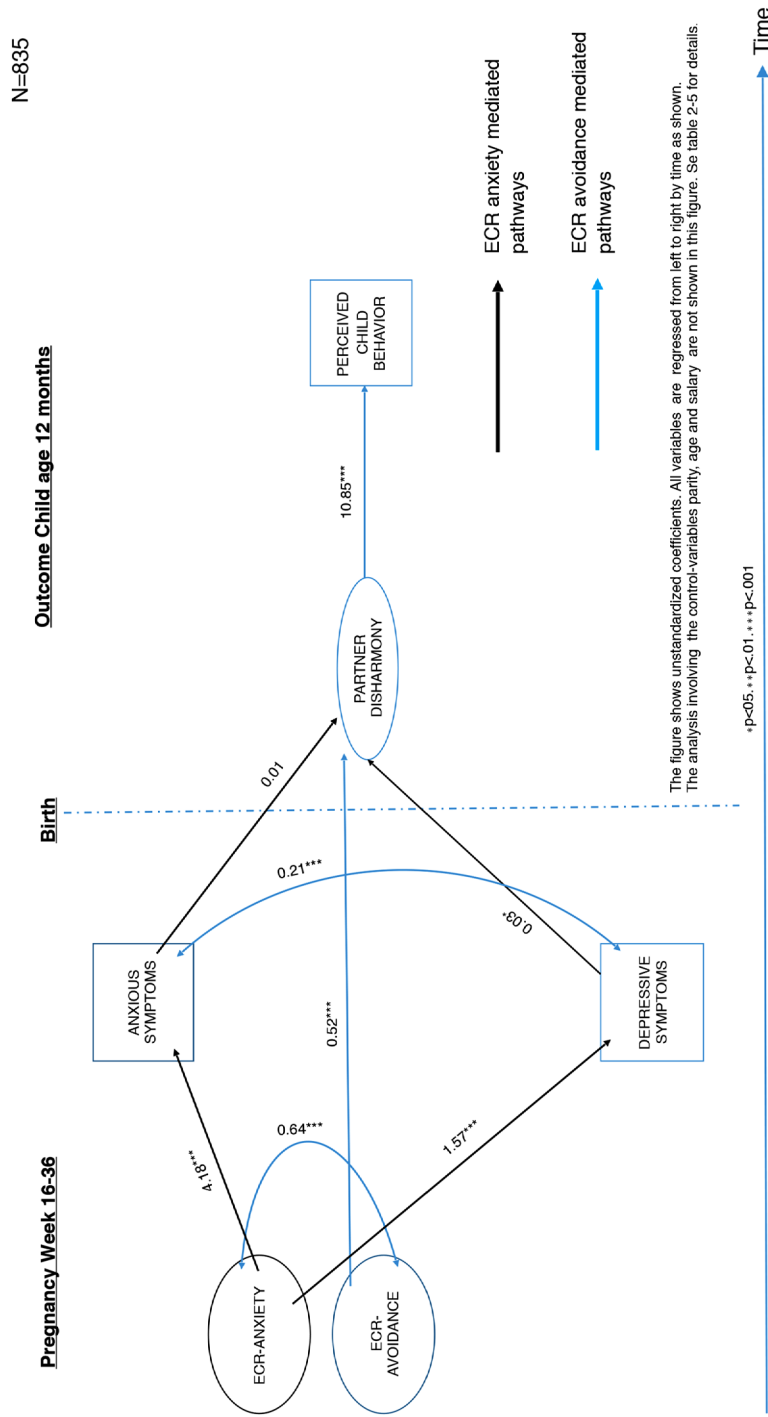 N=835
Pregnancy Week 16-36
Birth
Outcome Child age 12 months
ANXIOUS
SYMPTOMS
4.18***
0.01
0.21***
ECR-ANXIETY
0.64***
ECR-
AVOIDANCE
0.52***
PARTNER
DISHARMONY
10.85***
PERCEIVED
CHILD
BEHAVIOR
1.57***
0.03*
DEPRESSIVE
SYMPTOMS
ECR anxiety mediated
pathways
ECR avoidance mediated
pathways
The figure shows unstandardized coefficients. All variables are regressed from left to right by time as shown.
The analysis involving the control-variables parity, age and salary are not shown in this figure. Se table 2-5 for details.
*p<05.**p<.01.***p<.001
Time